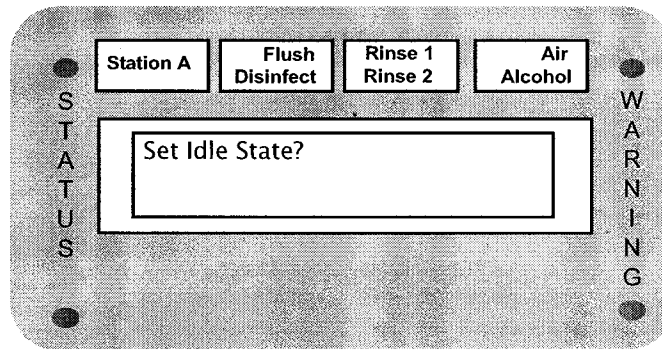 Station A
Flush
Disinfect
Rinse 1
Rinse 2
Air
Alcohol
STATUS
Set Idle State?
WARNING